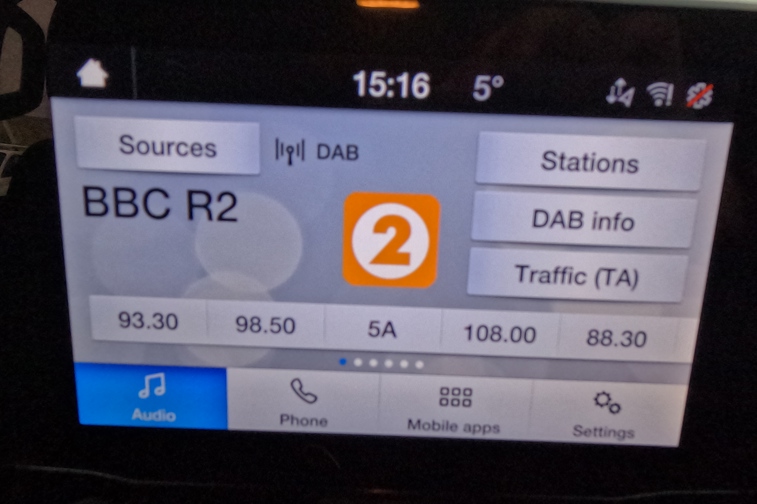 15:16 5°
Sources DAB Stations
BBC R2
2
DAB info
Traffic (TA)
93.30 98.50 5A 108.00 88.30
Audio Phone Mobile apps Settings